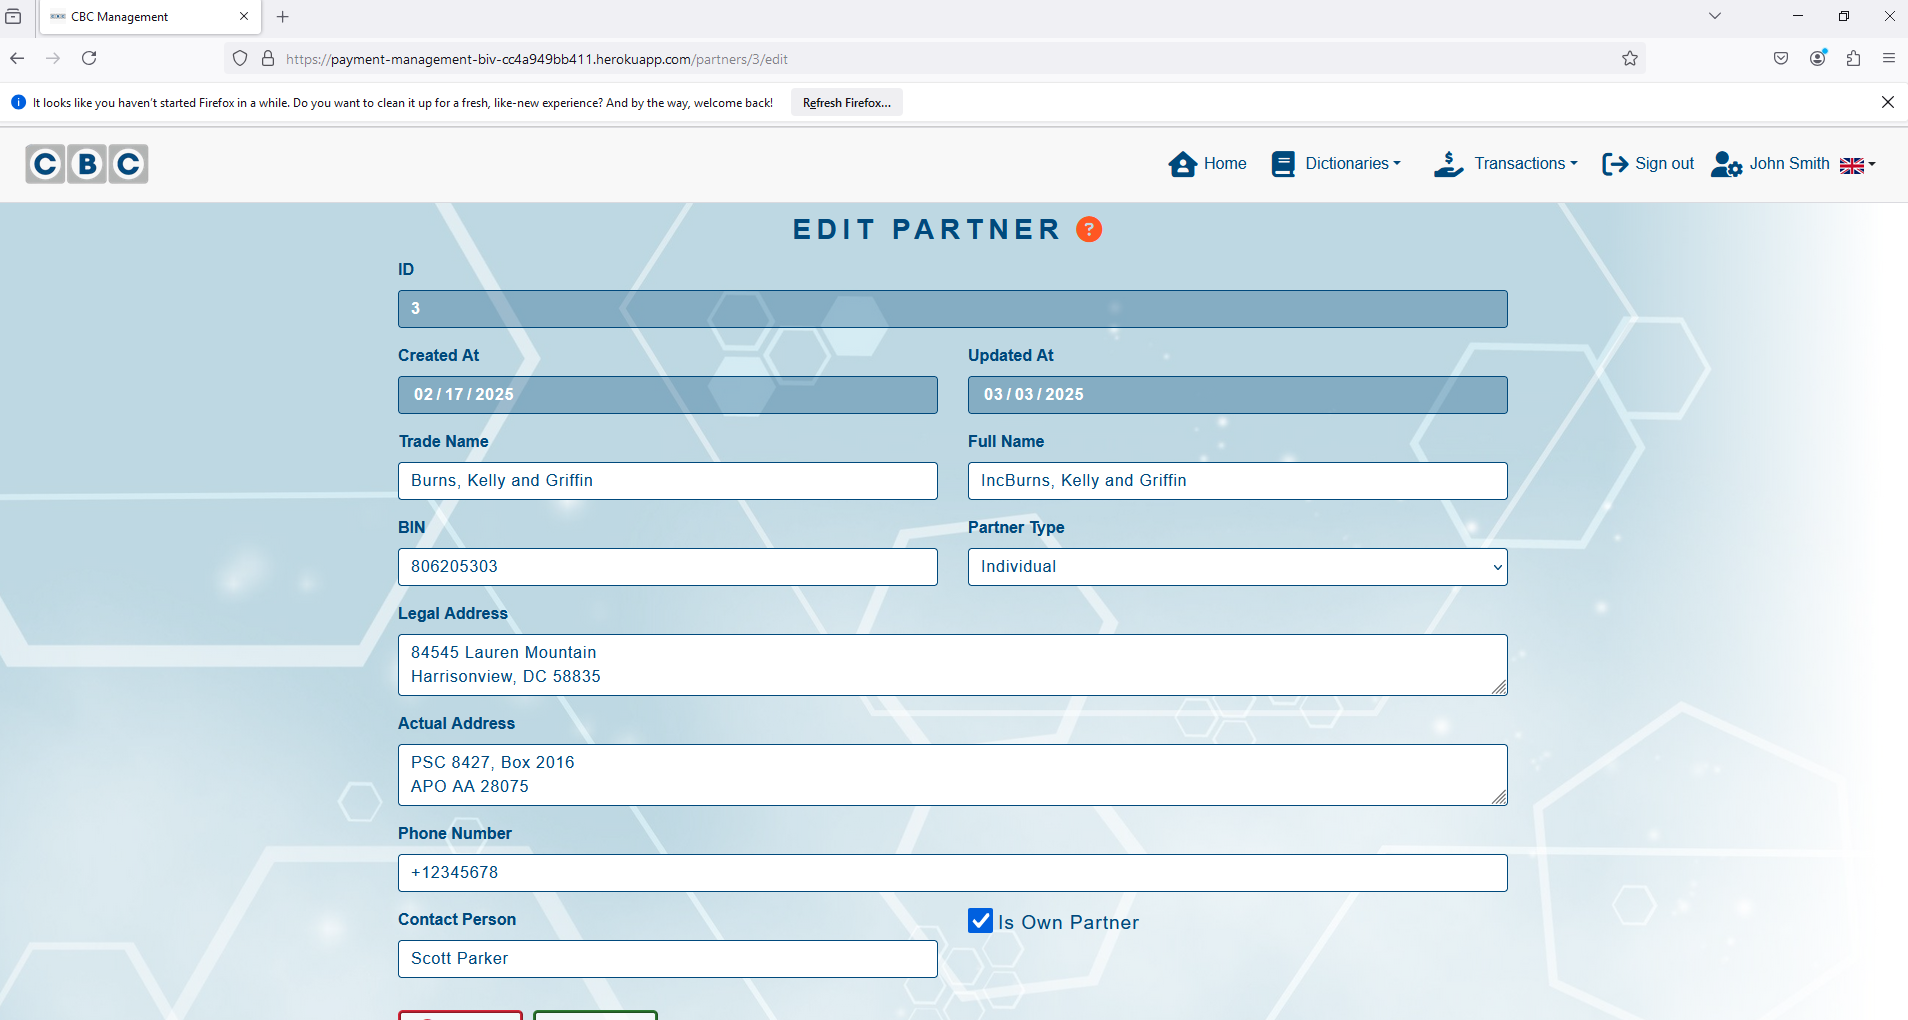 CBC Management
https://payment-management-biv-cc4a949bb411.herokuapp.com/partners/3/edit
It looks like you haven't started Firefox in a while. Do you want to clean it up for a fresh, like-new experience? And by the way, welcome back! Refresh Firefox...
CBC Home Dictionaries Transactions Sign out John Smith
EDIT PARTNER ?
ID
3
Created At Updated At
02/17/2025 03/03/2025
Trade Name Full Name
Burns, Kelly and Griffin IncBurns, Kelly and Griffin
BIN Partner Type
806205303 Individual
Legal Address
84545 Lauren Mountain
Harrisonview, DC 58835
Actual Address
PSC 8427, Box 2016
APO AA 28075
Phone Number
+12345678
Contact Person Is Own Partner
Scott Parker